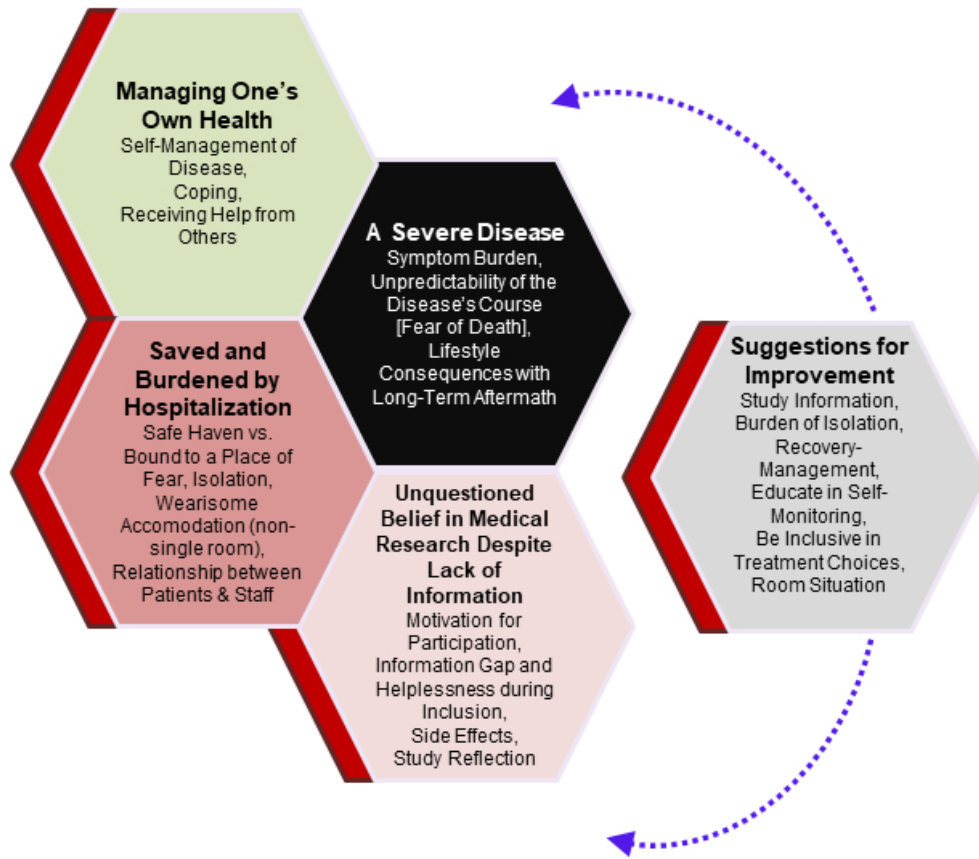 Managing One's
Own Health
Self-Management of
Disease,
Coping,
Receiving Help from
Others
A Severe Disease
Symptom Burden,
Unpredictability of the
Disease's Course
[Fear of Death],
Lifestyle
Consequences with
Long-Term Aftermath
Saved and
Burdened by
Hospitalization
Safe Haven vs.
Bound to a Place of
Fear, Isolation,
Wearisome
Accomodation (non-
single room),
Relationship between
Patients & Staff
Unquestioned
Belief in Medical
Research Despite
Lack of
Information
Motivation for
Participation,
Information Gap and
Helplessness during
Inclusion,
Side Effects,
Study Reflection
Suggestions for
Improvement
Study Information,
Burden of Isolation,
Recovery-
Management,
Educate in Self-
Monitoring,
Be Inclusive in
Treatment Choices,
Room Situation